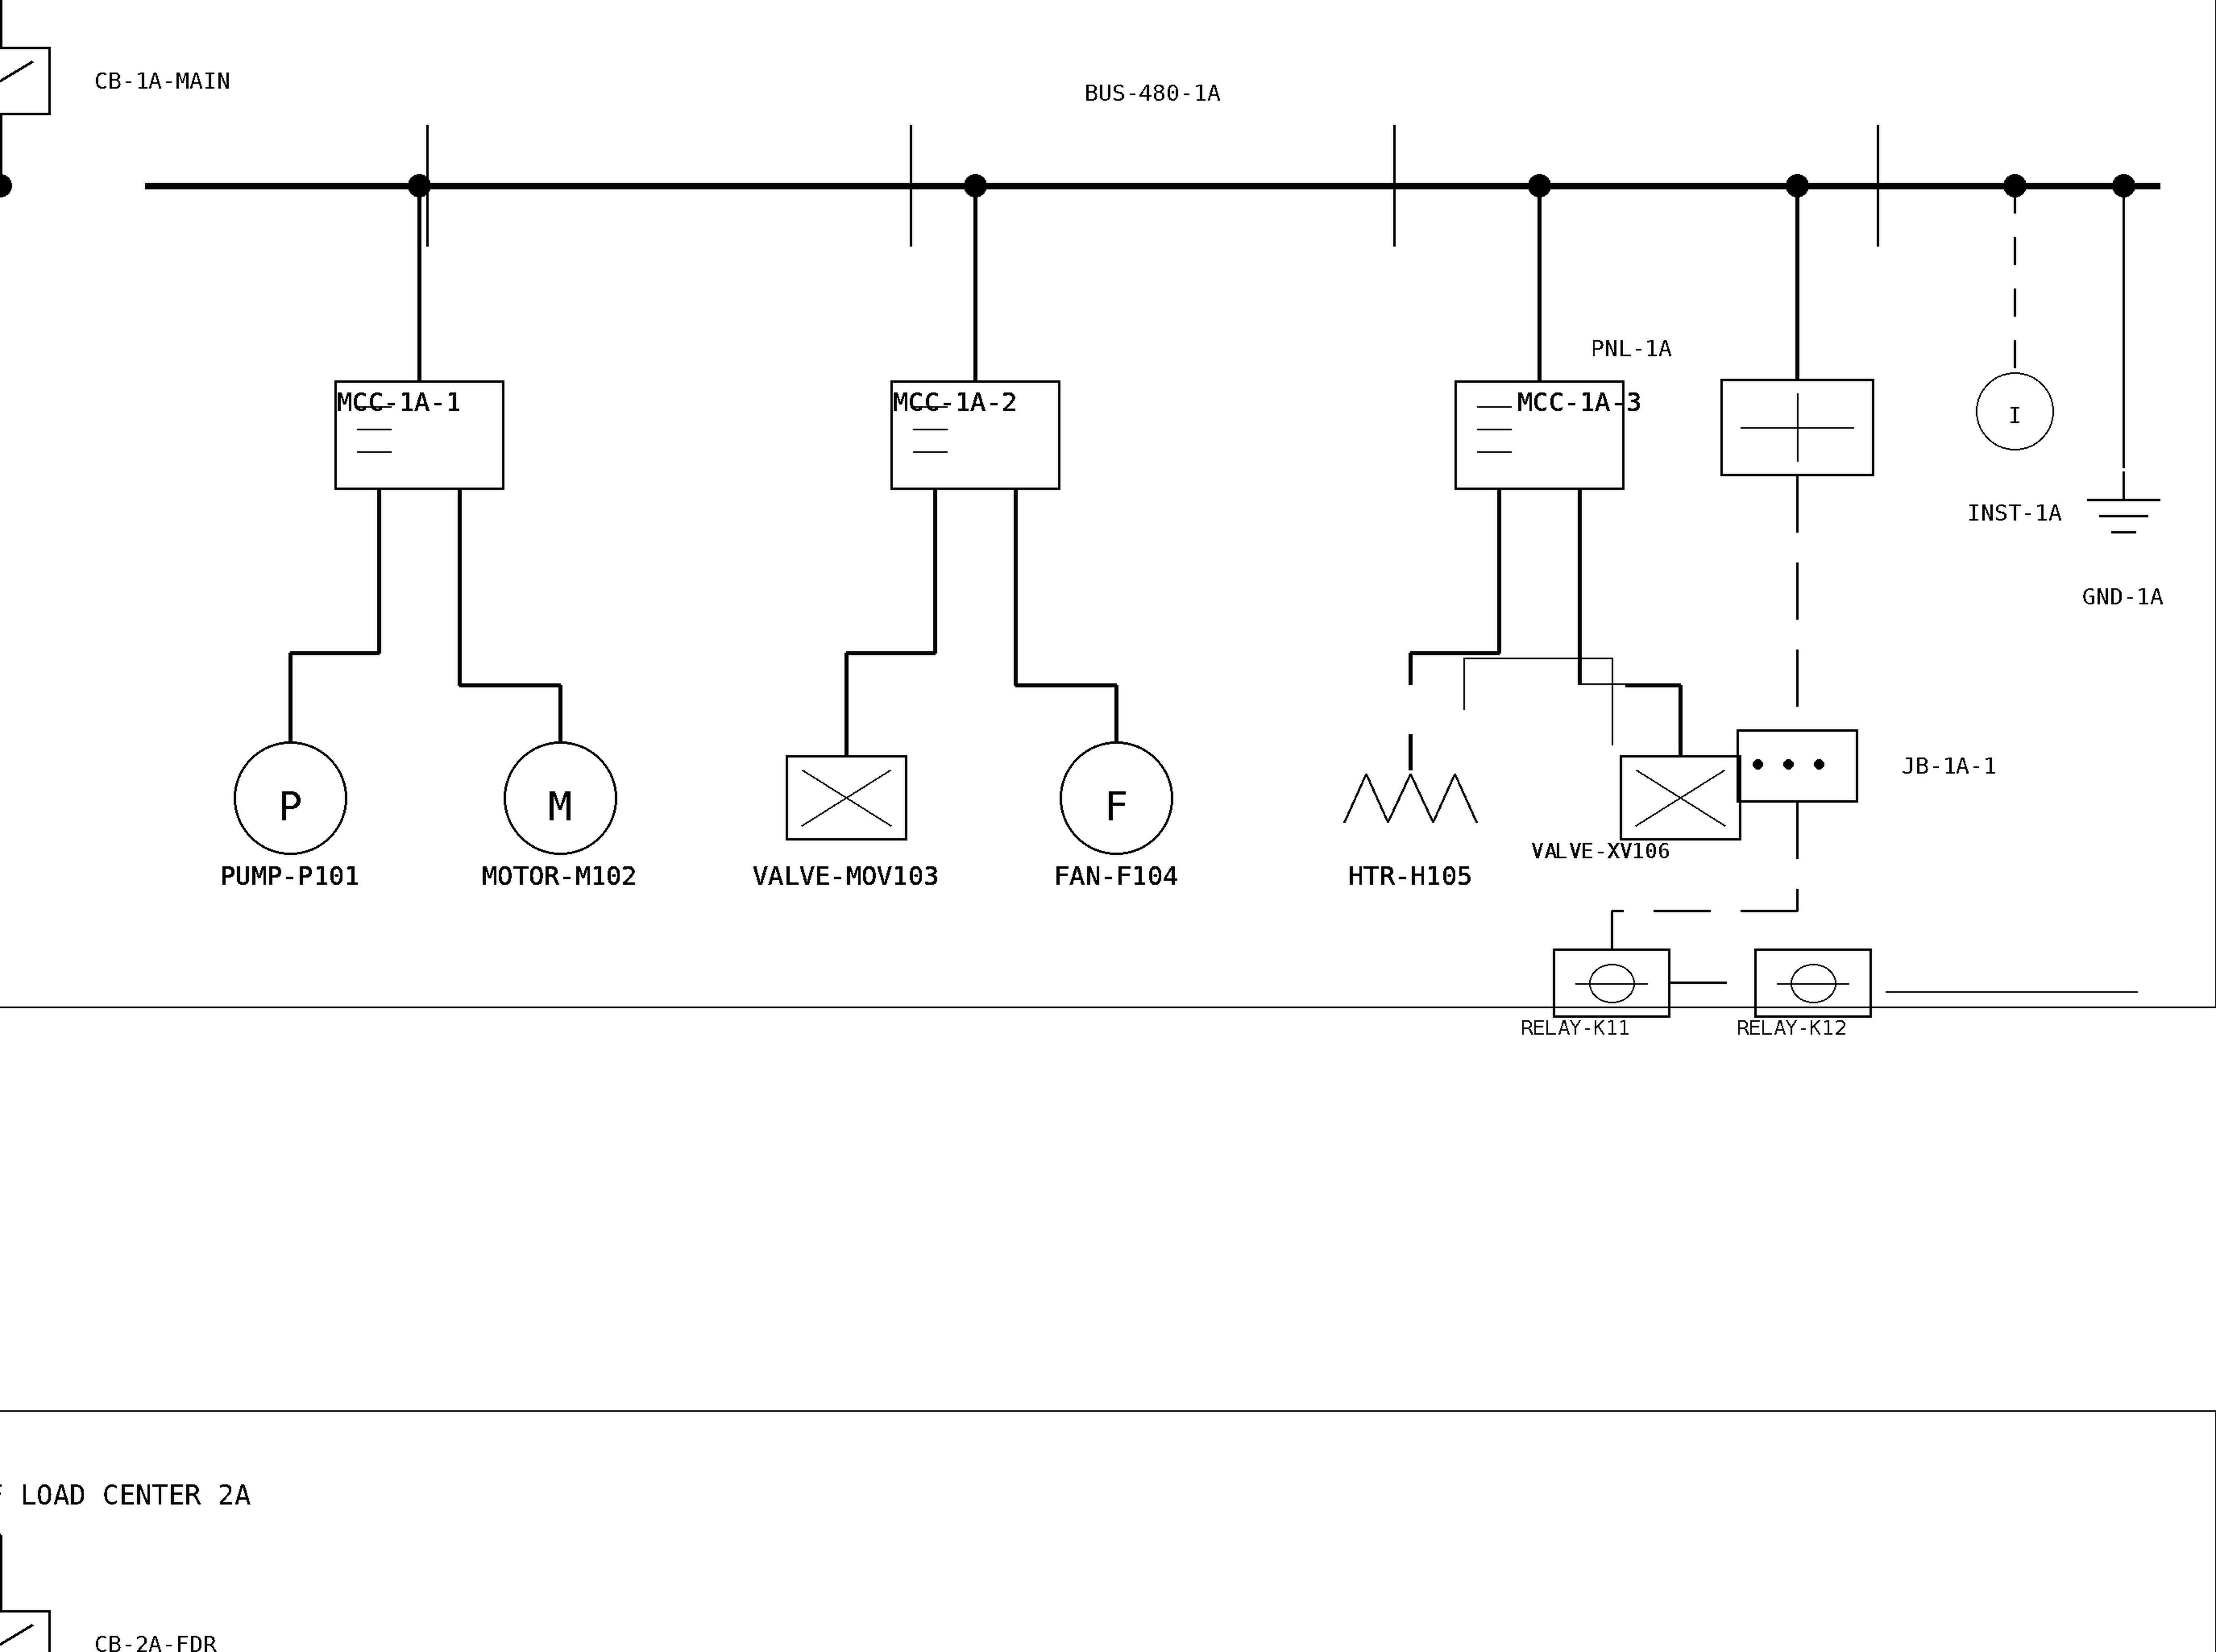 CB-1A-MAIN
BUS-480-1A
PNL-1A
MCC-1A-1
MCC-1A-2
MCC-1A-3
I
INST-1A
GND-1A
JB-1A-1
P
M
F
VALVE-XV106
PUMP-P101
MOTOR-M102
VALVE-MOV103
FAN-F104
HTR-H105
RELAY-K11
RELAY-K12
LOAD CENTER 2A
CB-2A-FDR